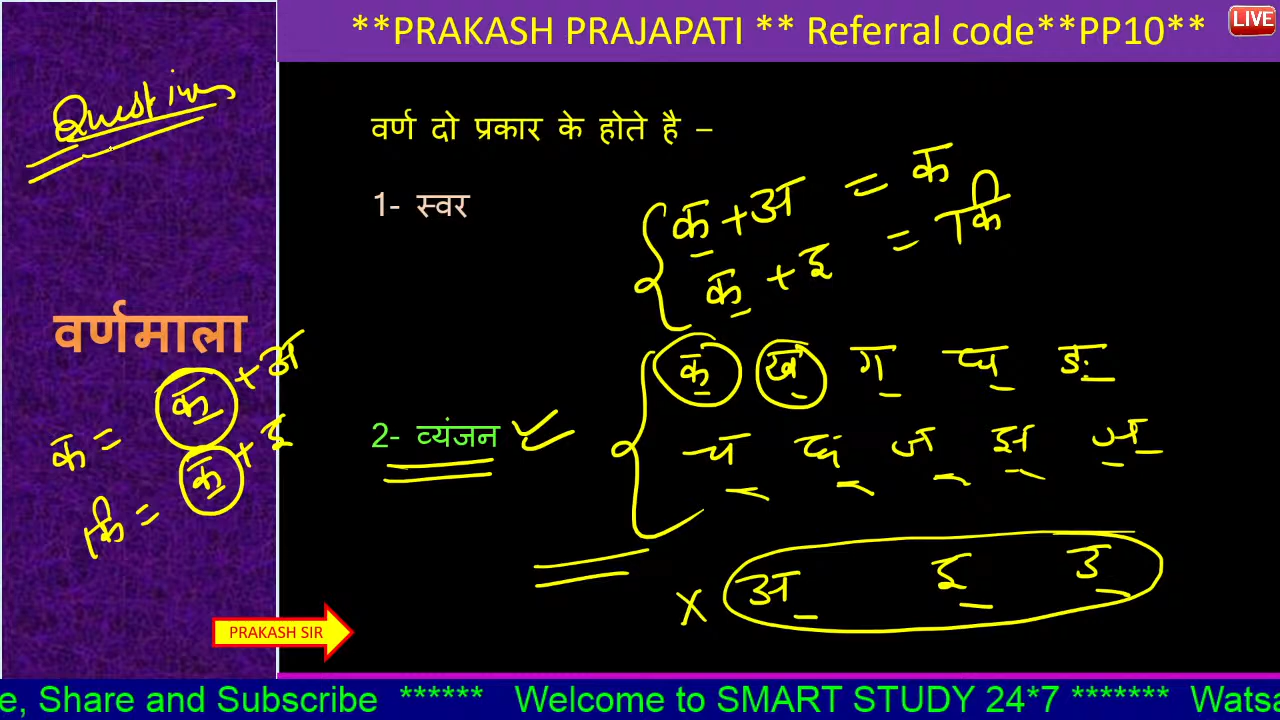 **PRAKASH PRAJAPATI ** Referral code**PP10**
LIVE
Question
वर्ण दो प्रकार के होते है –
1- स्वर
क् + अ = क
क् + इ = कि
वर्णमाला
क = क् + अ
कि = क् + इ
2- व्यंजन
क् ख् ग् घ् ङ्
च् छ् ज् झ् ञ्
x अ इ उ
PRAKASH SIR
e, Share and Subscribe ****** Welcome to SMART STUDY 24*7 ******* Watsa